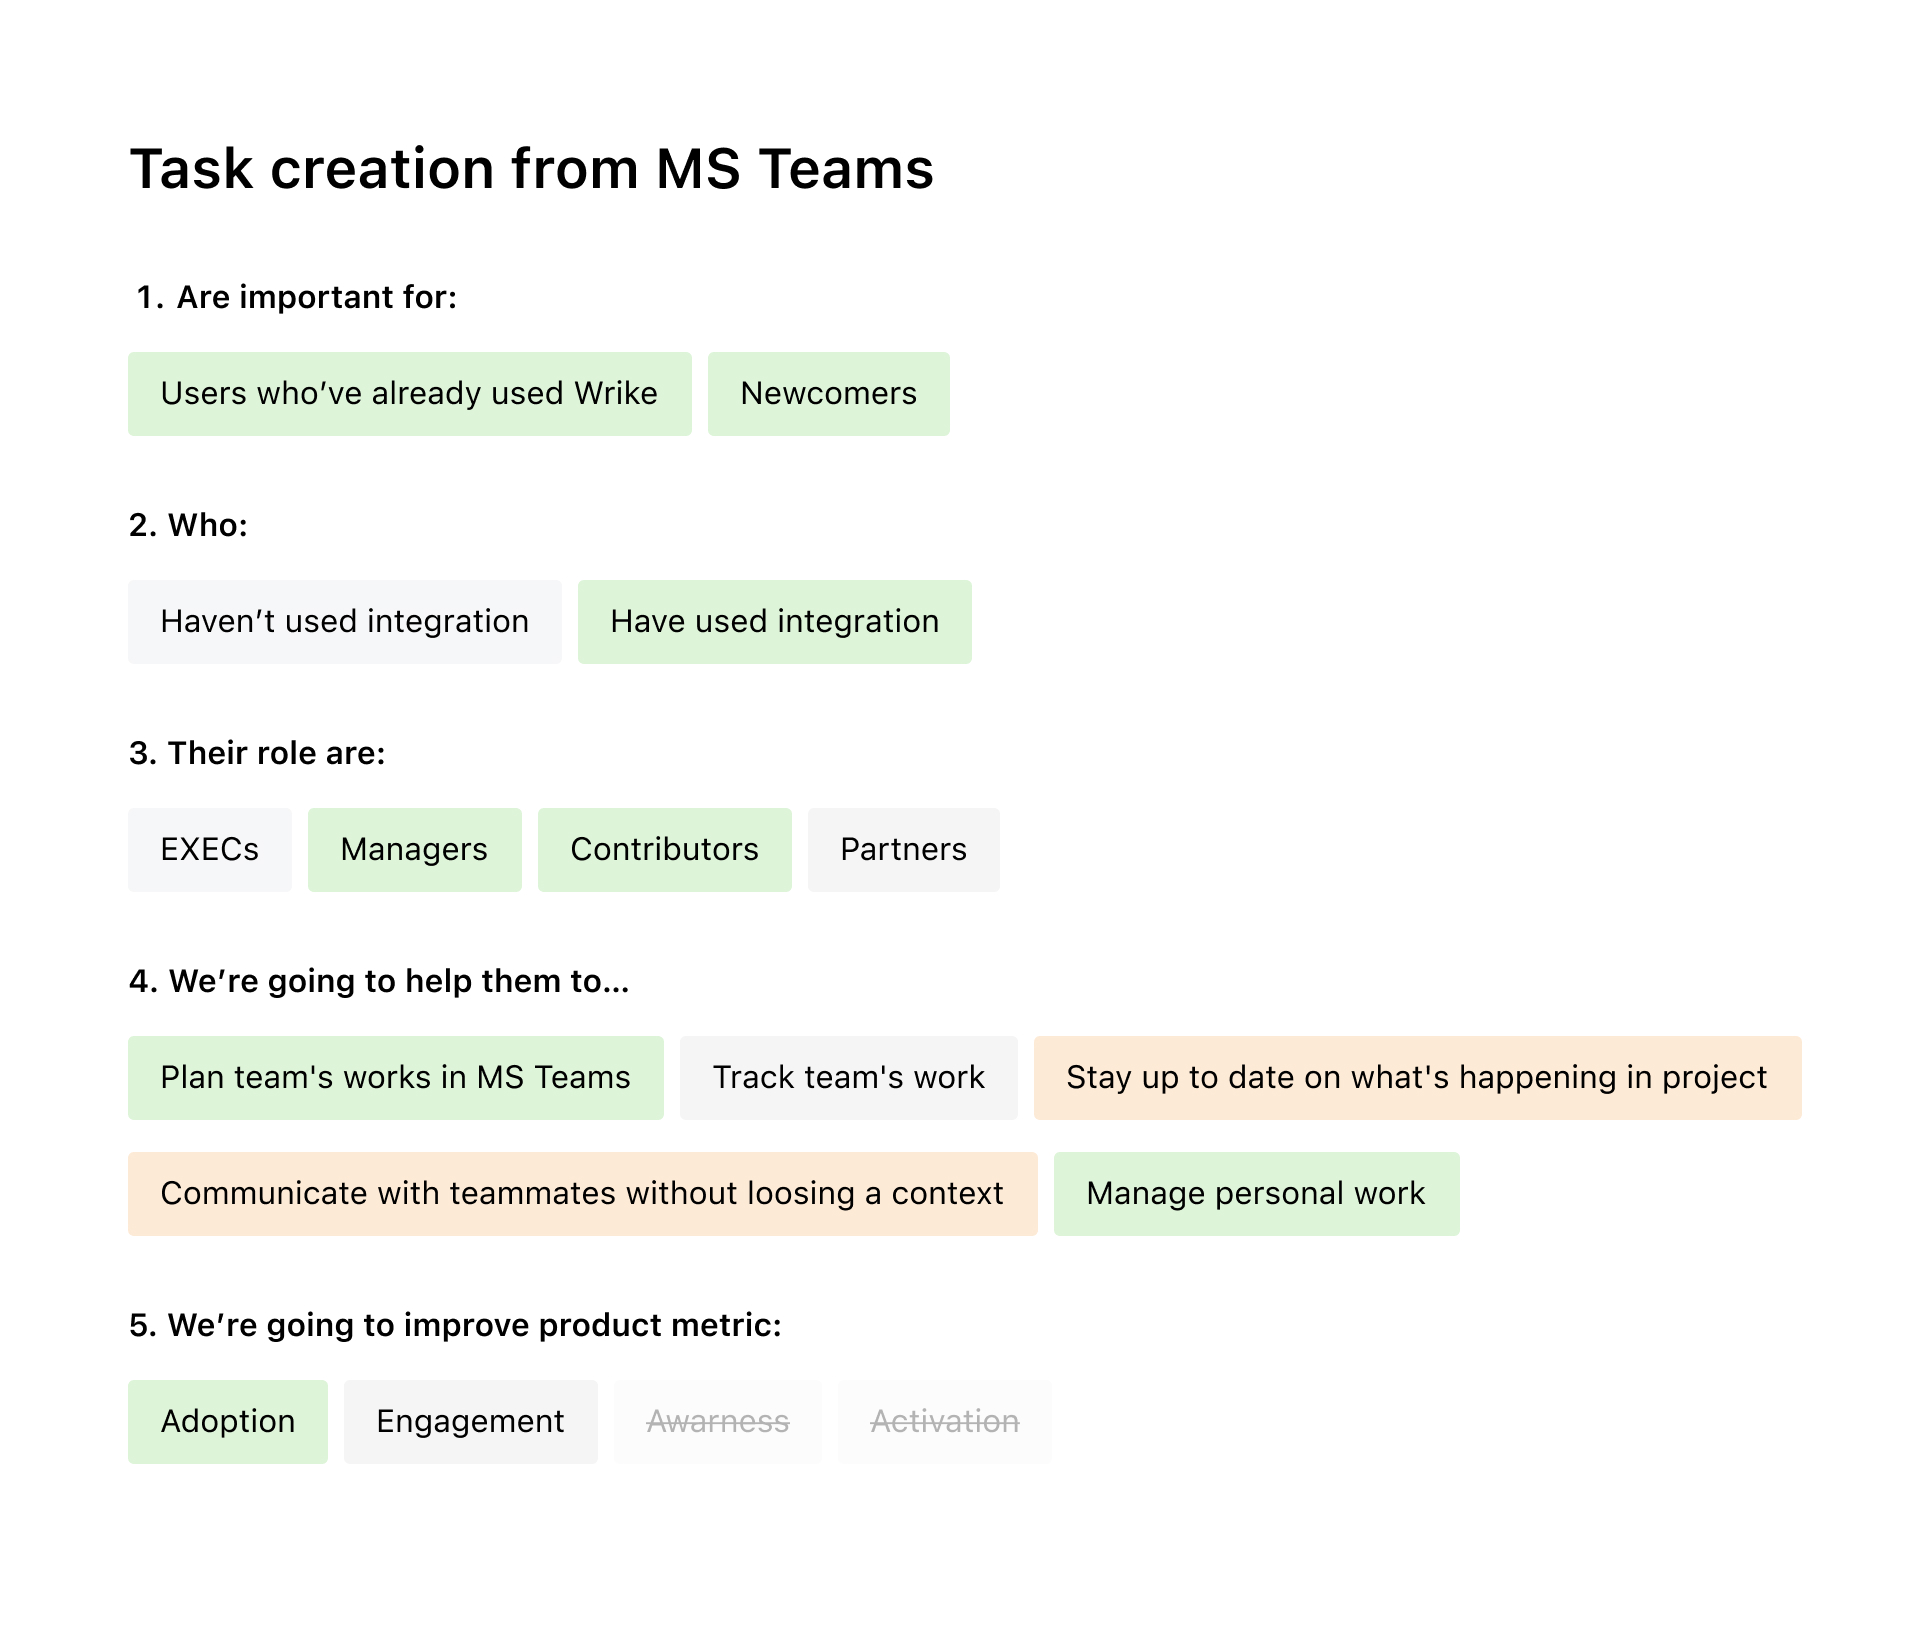 Task creation from MS Teams
1. Are important for:
Users who’ve already used Wrike Newcomers
2. Who:
Haven’t used integration Have used integration
3. Their role are:
EXECs Managers Contributors Partners
4. We’re going to help them to...
Plan team's works in MS Teams Track team's work Stay up to date on what's happening in project
Communicate with teammates without loosing a context Manage personal work
5. We’re going to improve product metric:
Adoption Engagement Awarness Activation